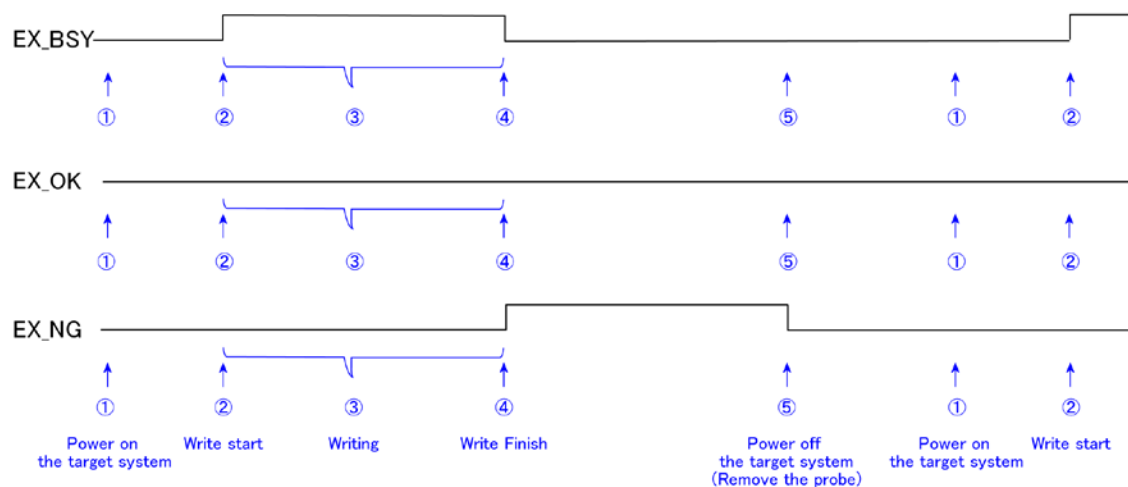 EX_BSY
① ② ③ ④ ⑤ ① ②
EX_OK
① ② ③ ④ ⑤ ① ②
EX_NG
① ② ③ ④ ⑤ ① ②
Power on Write start Writing Write Finish Power off Power on Write start
the target system the target system the target system
(Remove the probe)